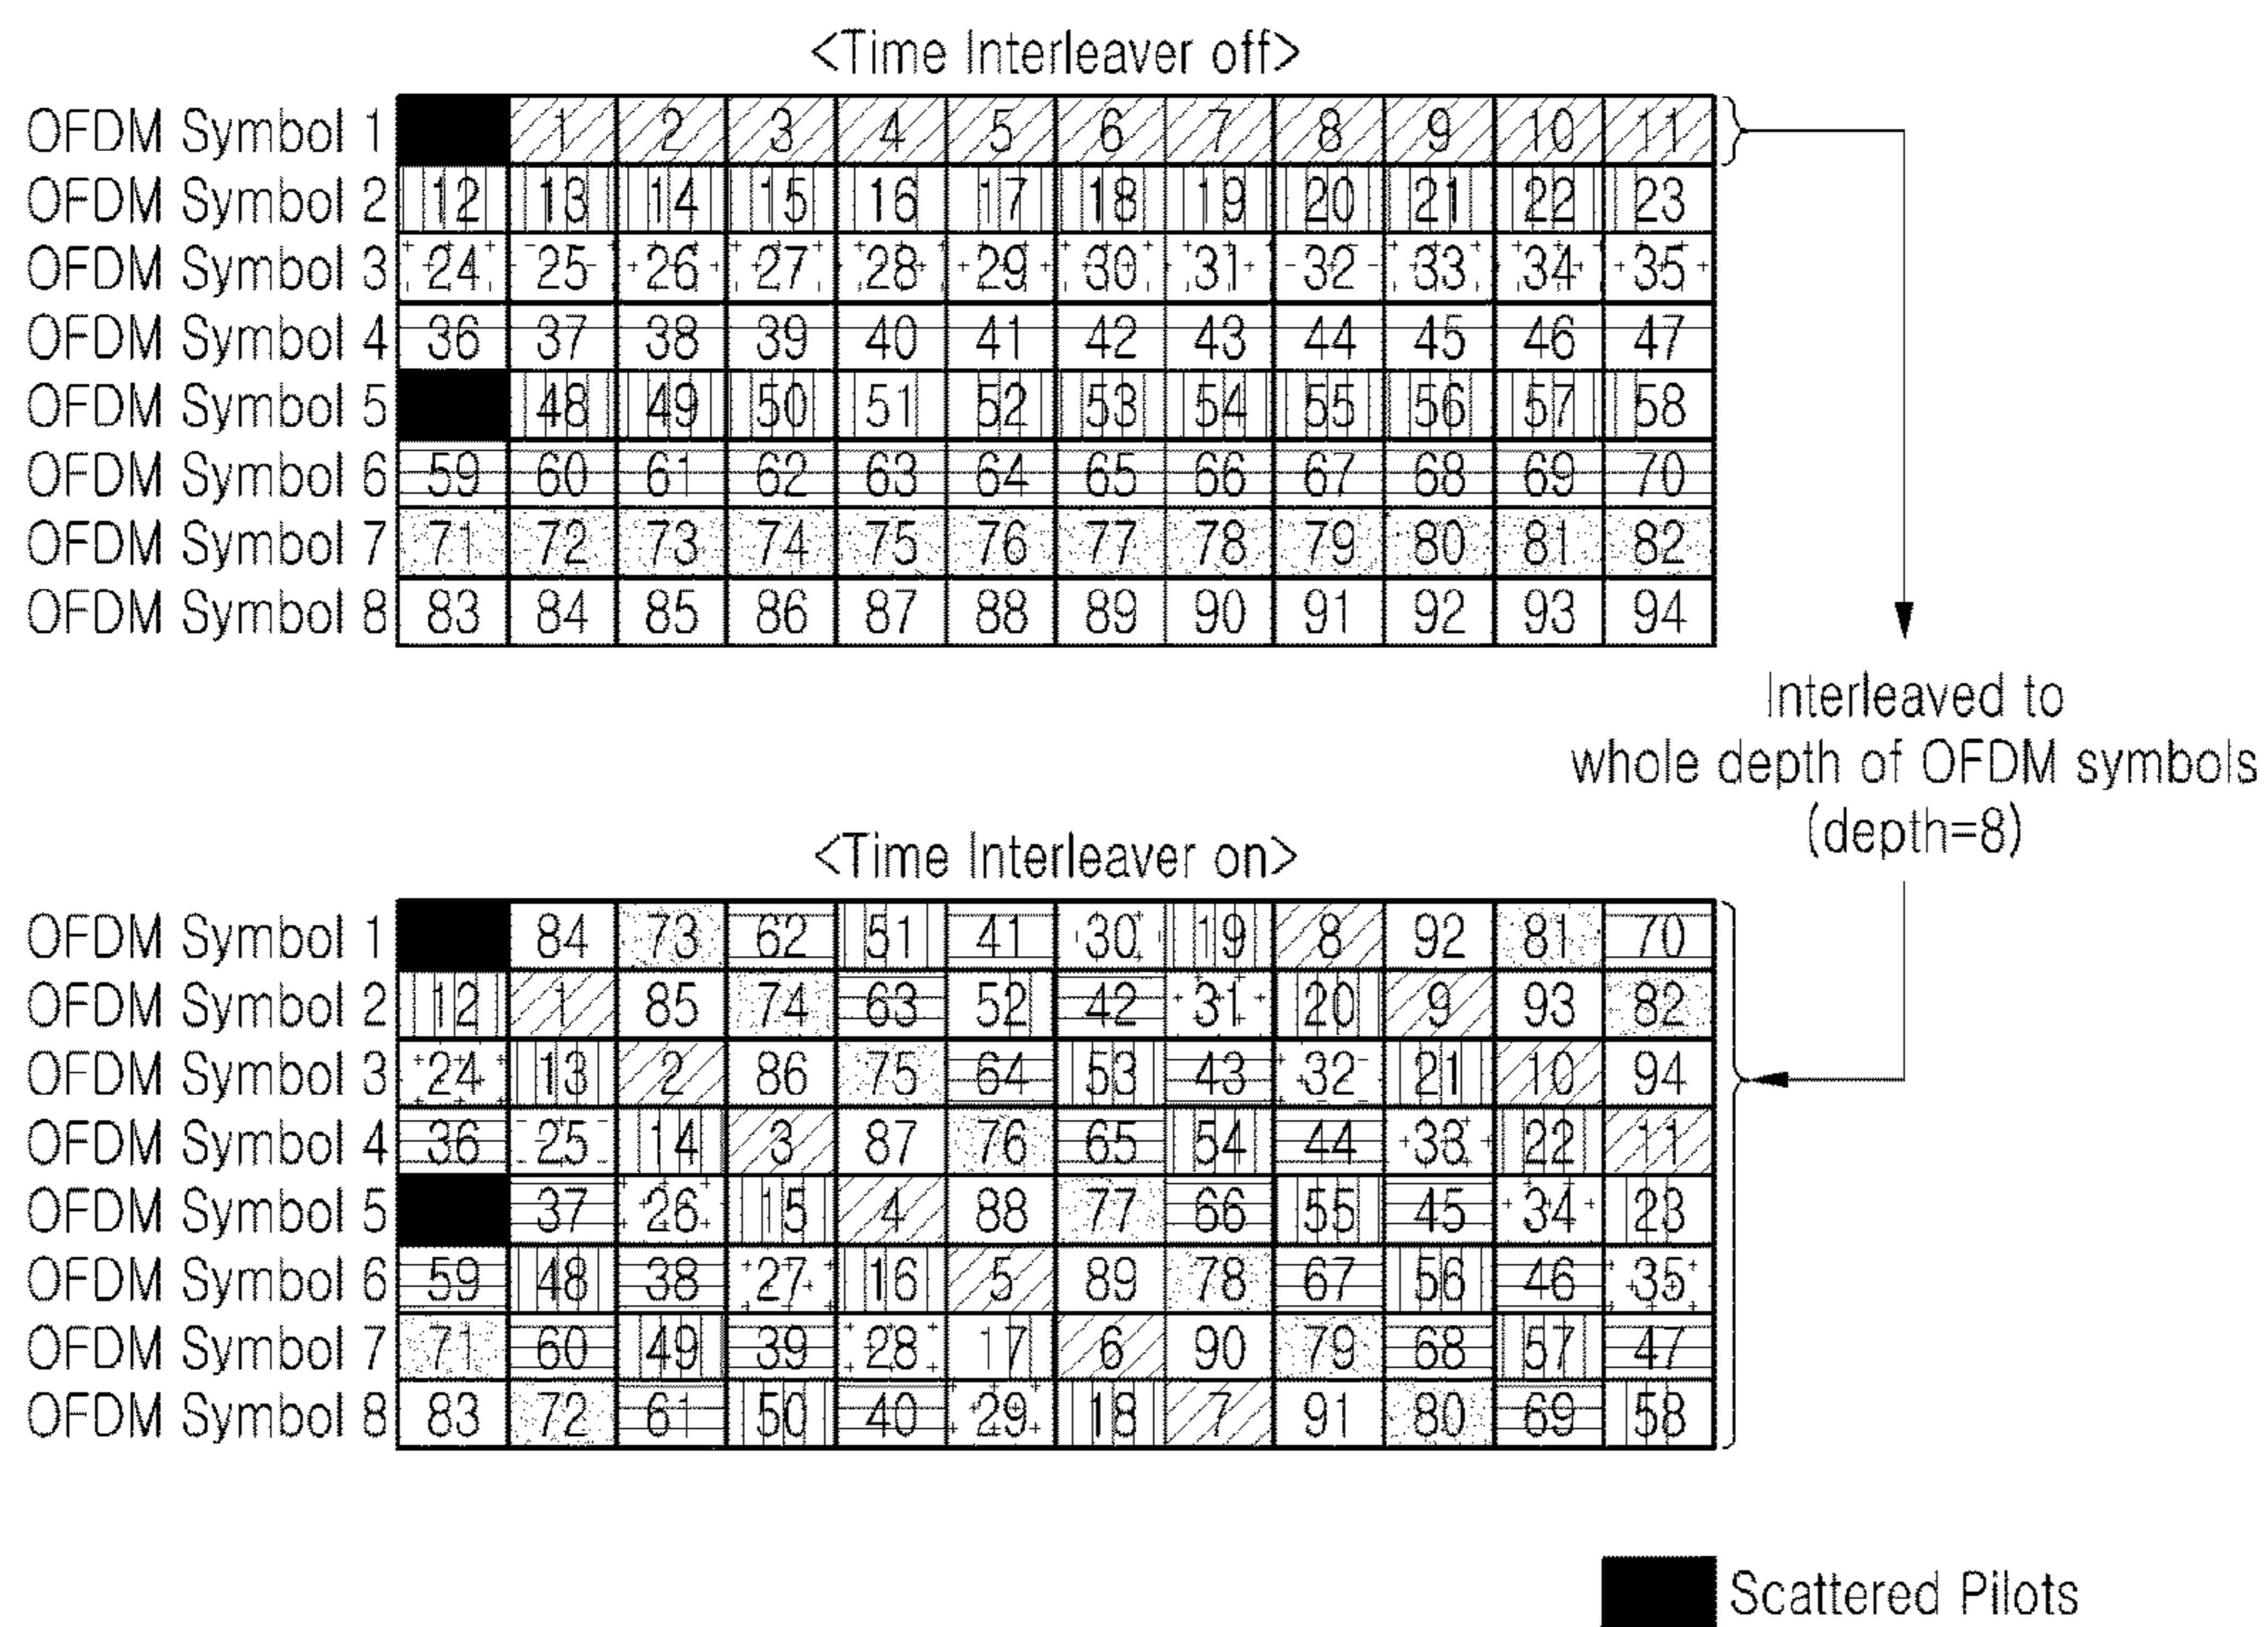 <Time Interleaver off>
OFDM Symbol 1 1 2 3 4 5 6 7 8 9 10 11
OFDM Symbol 2 12 13 14 15 16 17 18 19 20 21 22 23
OFDM Symbol 3 24 25 26 27 28 29 30 31 32 33 34 35
OFDM Symbol 4 36 37 38 39 40 41 42 43 44 45 46 47
OFDM Symbol 5 48 49 50 51 52 53 54 55 56 57 58
OFDM Symbol 6 59 60 61 62 63 64 65 66 67 68 69 70
OFDM Symbol 7 71 72 73 74 75 76 77 78 79 80 81 82
OFDM Symbol 8 83 84 85 86 87 88 89 90 91 92 93 94
Interleaved to
whole depth of OFDM symbols
(depth=8)
<Time Interleaver on>
OFDM Symbol 1 84 73 62 51 41 30 19 8 92 81 70
OFDM Symbol 2 12 1 85 74 63 52 42 31 20 9 93 82
OFDM Symbol 3 24 13 2 86 75 64 53 43 32 21 10 94
OFDM Symbol 4 36 25 14 3 87 76 65 54 44 33 22 11
OFDM Symbol 5 37 26 15 4 88 77 66 55 45 34 23
OFDM Symbol 6 59 48 38 27 16 5 89 78 67 56 46 35
OFDM Symbol 7 71 60 49 39 28 17 6 90 79 68 57 47
OFDM Symbol 8 83 72 61 50 40 29 18 7 91 80 69 58
Scattered Pilots